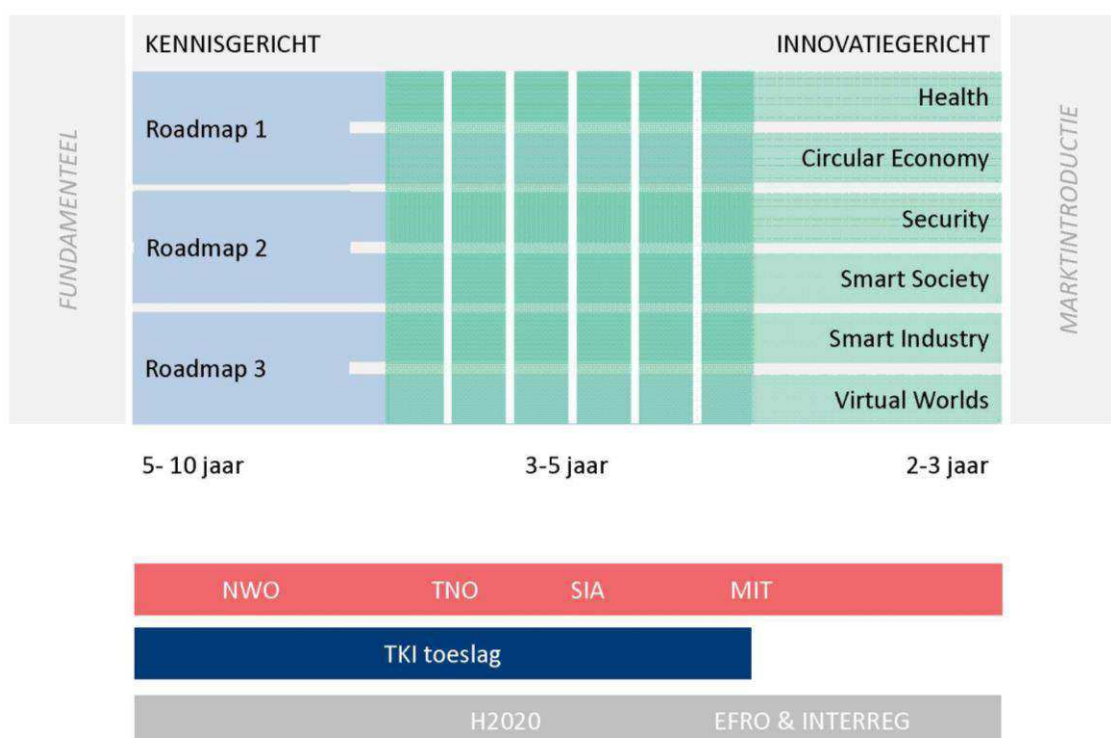 KENNISGERICHT
INNOVATIEGERICHT
FUNDAMENTEEL
Roadmap 1
Roadmap 2
Roadmap 3
Health
Circular Economy
Security
Smart Society
Smart Industry
Virtual Worlds
MARKTINTRODUCTIE
5- 10 jaar
3-5 jaar
2-3 jaar
NWO TNO SIA MIT
TKI toeslag
H2020 EFRO & INTERREG